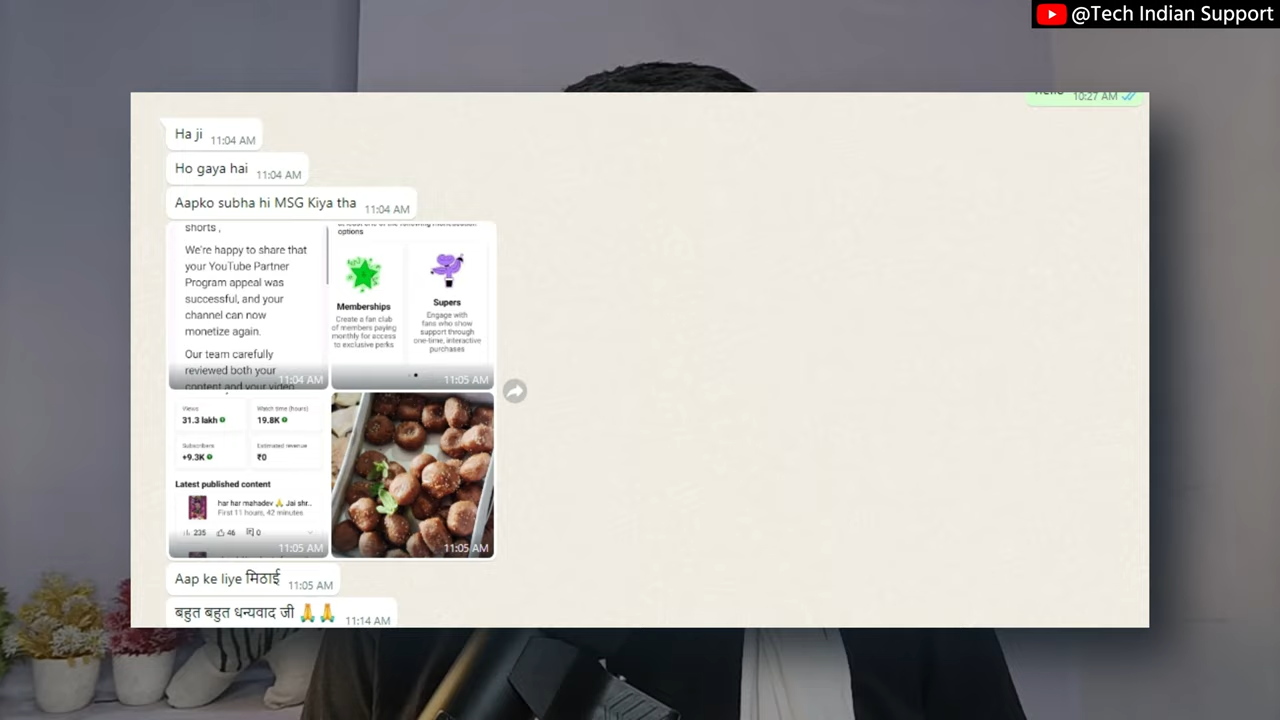 @Tech Indian Support
10:27 AM
Ha ji 11:04 AM
Ho gaya hai 11:04 AM
Aapko subha hi MSG Kiya tha 11:04 AM
shorts ,
We're happy to share that
your YouTube Partner
Program appeal was
successful, and your
channel can now
monetize again.
Our team carefully
reviewed both your
content and your video
11:04 AM
options
Memberships
Create a fan club
of members paying
monthly for access
to exclusive perks
Supers
Engage with
fans who show
support through
one-time, interactive
purchases
11:05 AM
Views
31.3 lakh
Watch time (hours)
19.8K
Subscribers
+9.3K
Estimated revenue
₹0
Latest published content
har har mahadev 🙏 Jai shr..
First 11 hours, 42 minutes
235 46 0
11:05 AM
11:05 AM
Aap ke liye मिठाई 11:05 AM
बहुत बहुत धन्यवाद जी 🙏🙏 11:14 AM